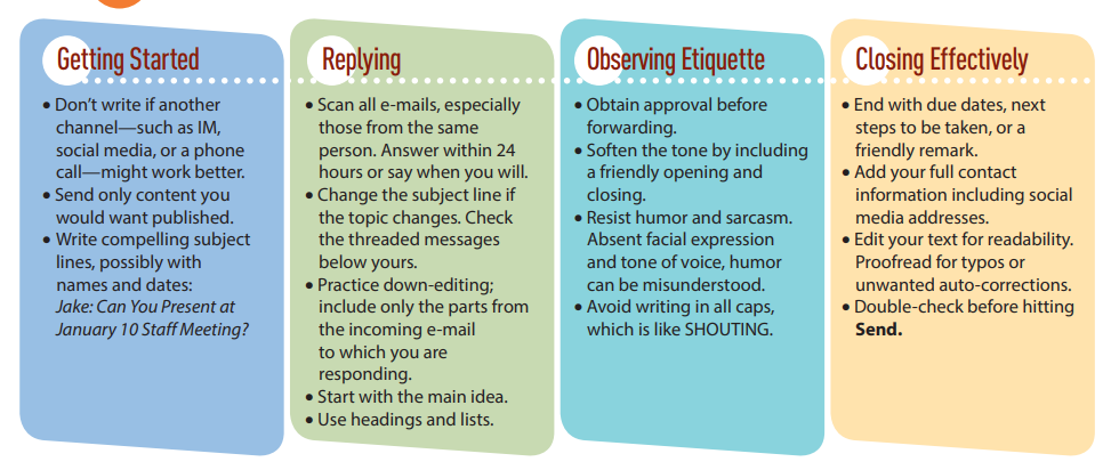 Getting Started
• Don’t write if another
channel—such as IM,
social media, or a phone
call—might work better.
• Send only content you
would want published.
• Write compelling subject
lines, possibly with
names and dates:
Jake: Can You Present at
January 10 Staff Meeting?
Replying
• Scan all e-mails, especially
those from the same
person. Answer within 24
hours or say when you will.
• Change the subject line if
the topic changes. Check
the threaded messages
below yours.
• Practice down-editing;
include only the parts from
the incoming e-mail
to which you are
responding.
• Start with the main idea.
• Use headings and lists.
Observing Etiquette
• Obtain approval before
forwarding.
• Soften the tone by including
a friendly opening and
closing.
• Resist humor and sarcasm.
Absent facial expression
and tone of voice, humor
can be misunderstood.
• Avoid writing in all caps,
which is like SHOUTING.
Closing Effectively
• End with due dates, next
steps to be taken, or a
friendly remark.
• Add your full contact
information including social
media addresses.
• Edit your text for readability.
Proofread for typos or
unwanted auto-corrections.
• Double-check before hitting
Send.